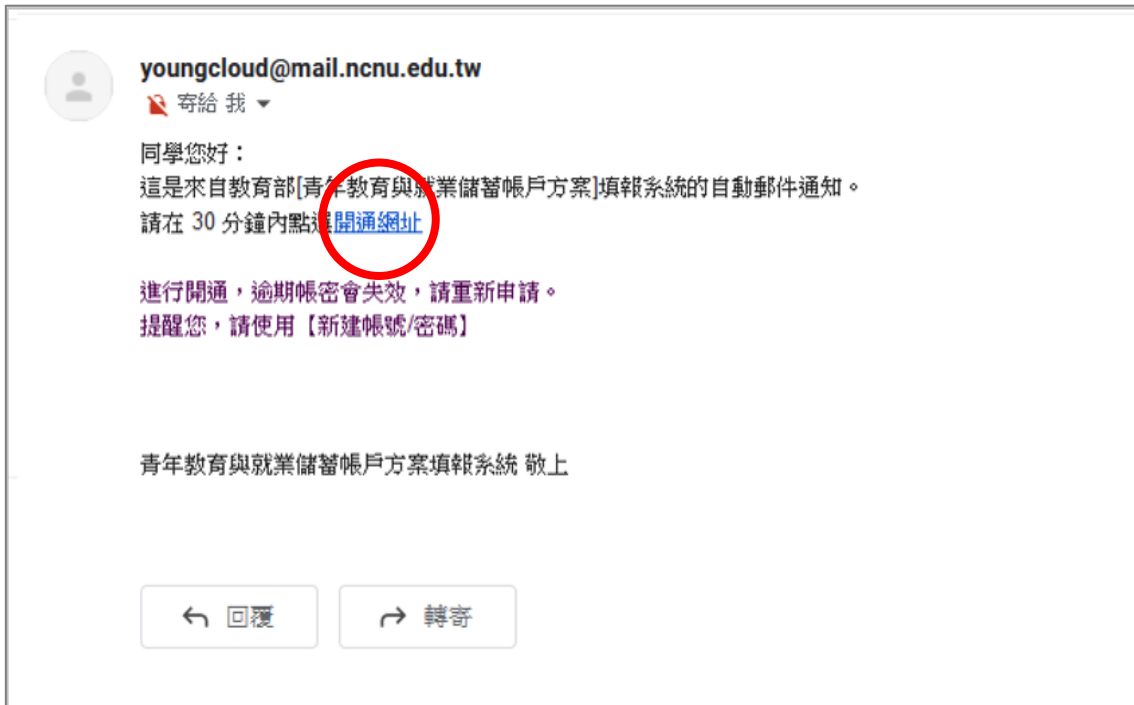 youngcloud@mail.ncnu.edu.tw
寄給 我
同學您好：
這是來自教育部[青年教育與就業儲蓄帳戶方案]填報系統的自動郵件通知。
請在 30 分鐘內點選開通網址
進行開通，逾期帳密會失效，請重新申請。
提醒您，請使用【新建帳號/密碼】
青年教育與就業儲蓄帳戶方案填報系統 敬上
回覆
轉寄